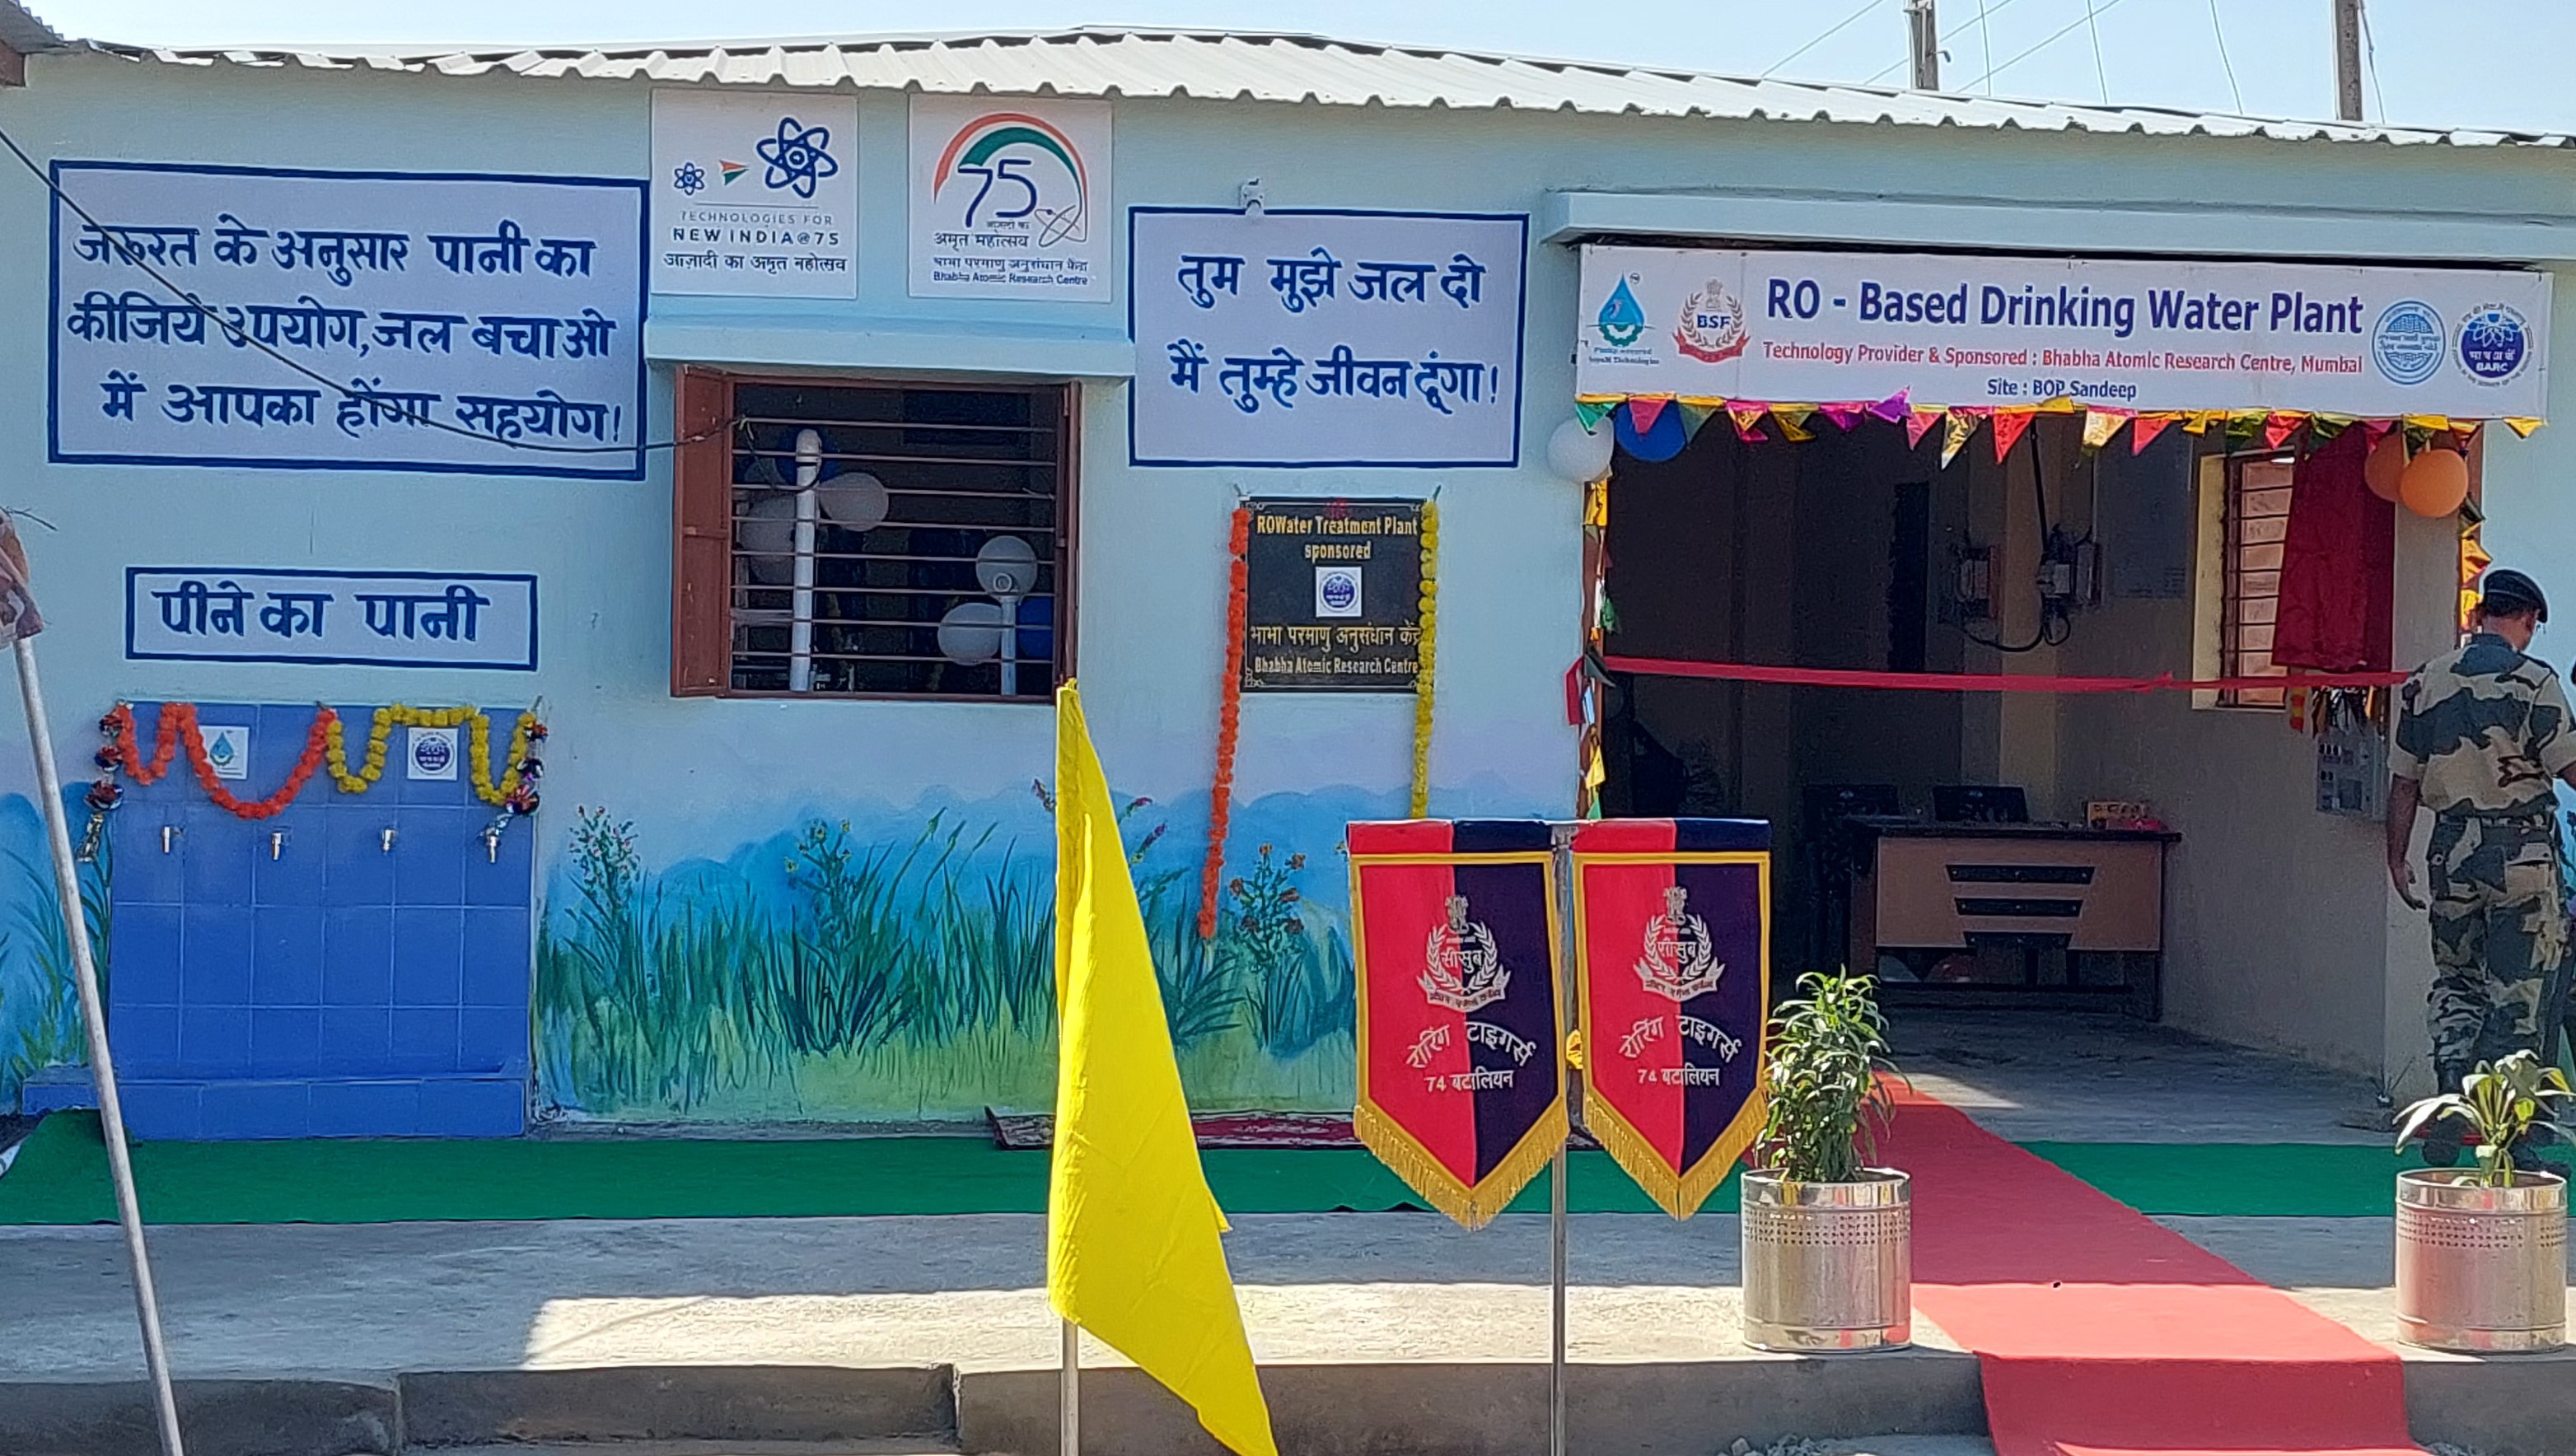 जरूरत के अनुसार पानी का
कीजिये उपयोग, जल बचाओ
में आपका होंगा सहयोग!
पीने का पानी
TECHNOLOGIES FOR
NEW INDIA@75
आज़ादी का अमृत महोत्सव
75
आज़ादी का
अमृत महोत्सव
भाभा परमाणु अनुसंधान केंद्र
Bhabha Atomic Research Centre
तुम मुझे जल दो
मैं तुम्हे जीवन दूंगा!
ROWater Treatment Plant
sponsored
भाभा परमाणु अनुसंधान केंद्र
Bhabha Atomic Research Centre
BSF
RO - Based Drinking Water Plant
Technology Provider & Sponsored : Bhabha Atomic Research Centre, Mumbai
Site : BOP Sandeep
भा प अ कें
BARC
सीसुब
रोरिंग टाइगर्स
74 बटालियन
सीसुब
रोरिंग टाइगर्स
74 बटालियन